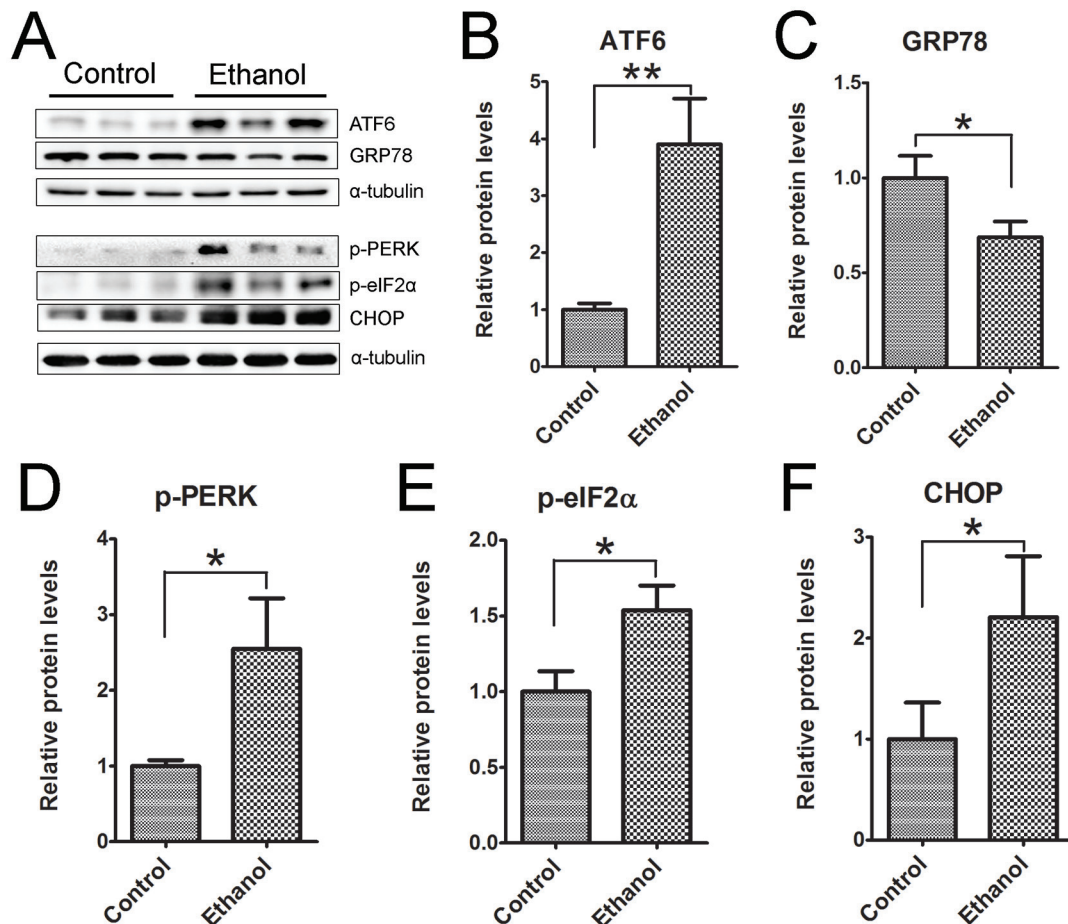 A
Control Ethanol
ATF6
GRP78
α-tubulin
p-PERK
p-eIF2α
CHOP
α-tubulin
B
ATF6
Relative protein levels
5
4
3
2
1
0
**
Control
Ethanol
C
GRP78
Relative protein levels
1.5
1.0
0.5
0.0
*
Control
Ethanol
D
p-PERK
Relative protein levels
4
3
2
1
0
*
Control
Ethanol
E
p-eIF2α
Relative protein levels
2.0
1.5
1.0
0.5
0.0
*
Control
Ethanol
F
CHOP
Relative protein levels
3
2
1
0
*
Control
Ethanol